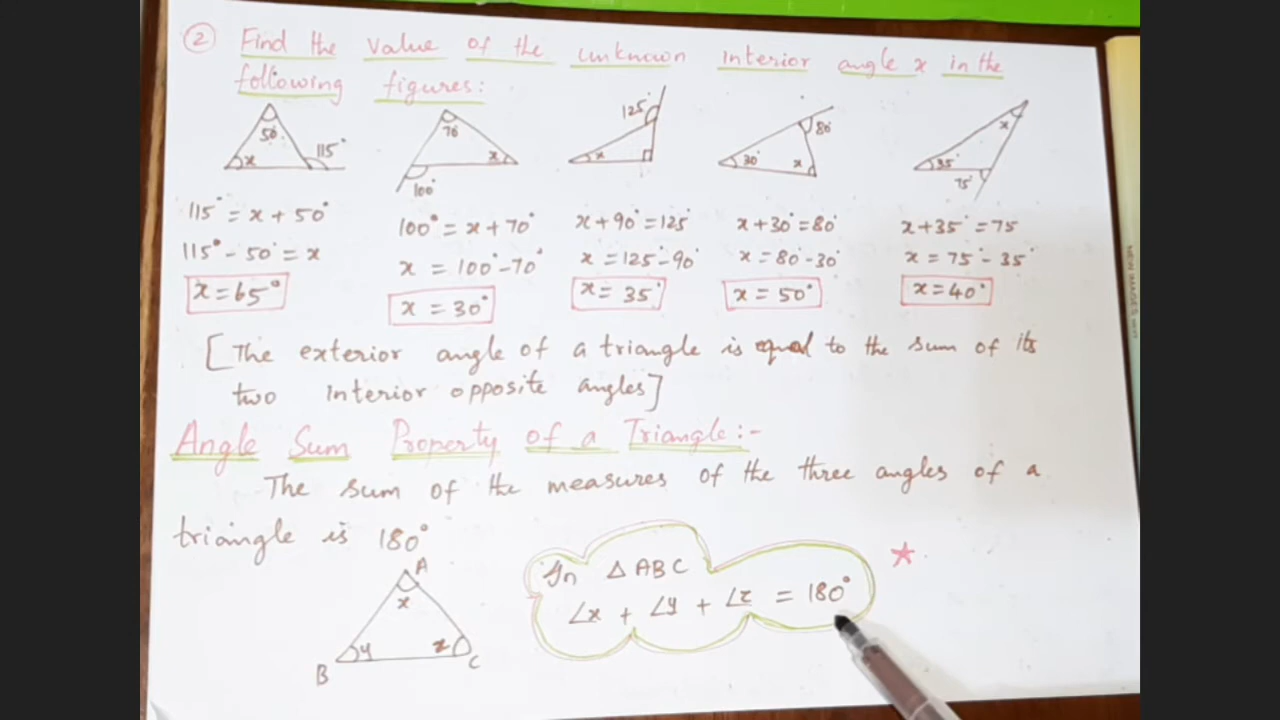 ② Find the value of the unknown interior angle x in the
following figures:
50° x 115°
70° x 100°
125° x
30° x 80°
35° x 75°
115° = x + 50°
115° - 50° = x
x = 65°
100° = x + 70°
x = 100° - 70°
x = 30°
x + 90° = 125°
x = 125 - 90°
x = 35°
x + 30° = 80°
x = 80° - 30°
x = 50°
x + 35° = 75
x = 75° - 35°
x = 40°
[The exterior angle of a triangle is equal to the sum of its
two interior opposite angles]
Angle Sum Property of a Triangle:-
The sum of the measures of the three angles of a
triangle is 180°
A
x
y z
B C
In △ ABC
∠x + ∠y + ∠z = 180°